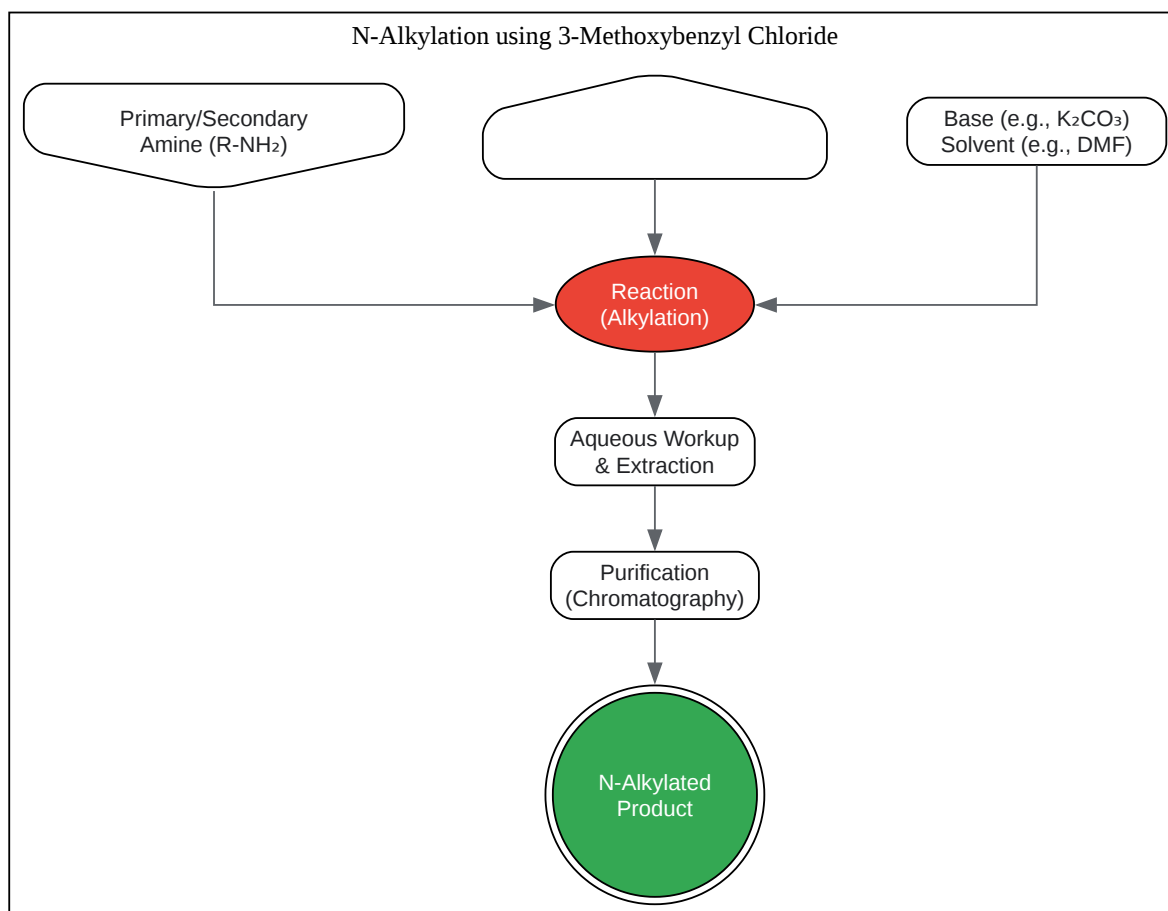 N-Alkylation using 3-Methoxybenzyl Chloride
Primary/Secondary
Amine (R-NH₂)
Base (e.g., K₂CO₃)
Solvent (e.g., DMF)
Reaction
(Alkylation)
Aqueous Workup
& Extraction
Purification
(Chromatography)
N-Alkylated
Product